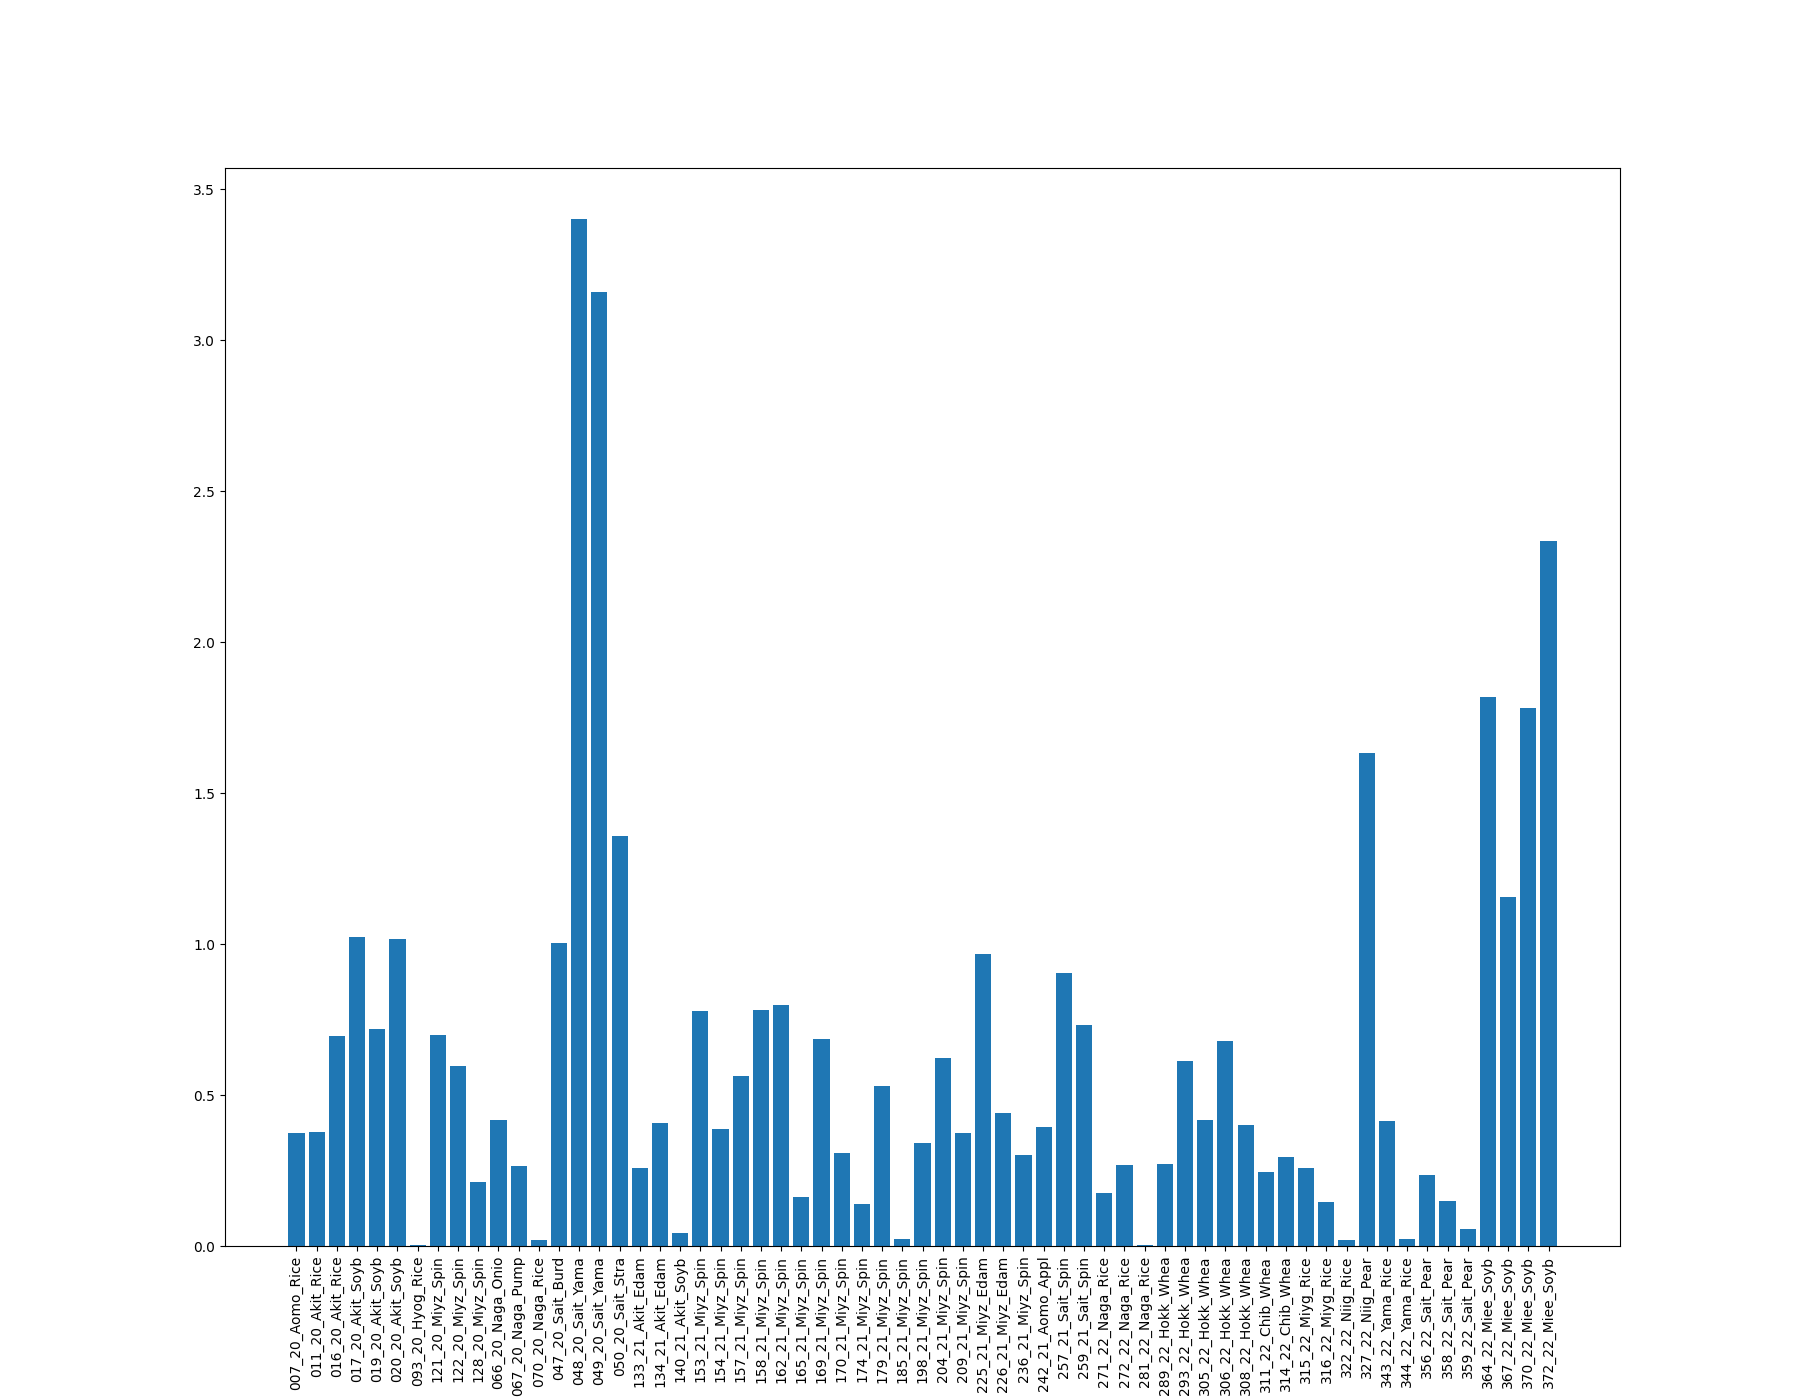 3.5
3.0
2.5
2.0
1.5
1.0
0.5
0.0
007_20_Aomo_Rice
011_20_Akit_Rice
016_20_Akit_Rice
017_20_Akit_Soyb
019_20_Akit_Soyb
020_20_Akit_Soyb
093_20_Hyog_Rice
121_20_Miyz_Spin
122_20_Miyz_Spin
128_20_Miyz_Spin
066_20_Naga_Onio
067_20_Naga_Pump
070_20_Naga_Rice
047_20_Sait_Burd
048_20_Sait_Yama
049_20_Sait_Yama
050_20_Sait_Stra
133_21_Akit_Edam
134_21_Akit_Edam
140_21_Akit_Soyb
153_21_Miyz_Spin
154_21_Miyz_Spin
157_21_Miyz_Spin
158_21_Miyz_Spin
162_21_Miyz_Spin
165_21_Miyz_Spin
169_21_Miyz_Spin
170_21_Miyz_Spin
174_21_Miyz_Spin
179_21_Miyz_Spin
185_21_Miyz_Spin
198_21_Miyz_Spin
204_21_Miyz_Spin
209_21_Miyz_Spin
225_21_Miyz_Edam
226_21_Miyz_Edam
236_21_Miyz_Spin
242_21_Aomo_Appl
257_21_Sait_Spin
259_21_Sait_Spin
271_22_Naga_Rice
272_22_Naga_Rice
281_22_Naga_Rice
289_22_Hokk_Whea
293_22_Hokk_Whea
305_22_Hokk_Whea
306_22_Hokk_Whea
308_22_Hokk_Whea
311_22_Chib_Whea
314_22_Chib_Whea
315_22_Miyg_Rice
316_22_Miyg_Rice
322_22_Niig_Rice
327_22_Niig_Pear
343_22_Yama_Rice
344_22_Yama_Rice
356_22_Sait_Pear
358_22_Sait_Pear
359_22_Sait_Pear
364_22_Miee_Soyb
367_22_Miee_Soyb
370_22_Miee_Soyb
372_22_Miee_Soyb